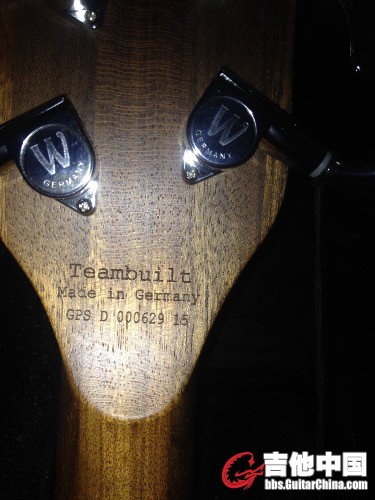 W
GERMANY
W
GERMANY
Teambuilt
Made in Germany
GPS D 000629 15
吉他中国
bbs.GuitarChina.com